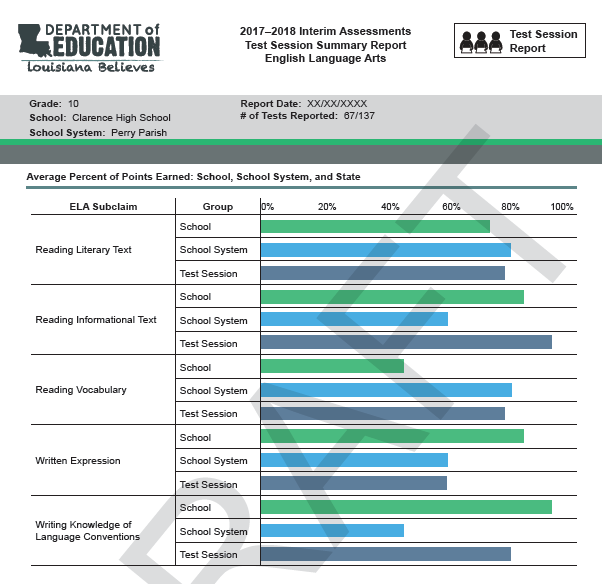 DEPARTMENT of
EDUCATION
Louisiana Believes
2017–2018 Interim Assessments
Test Session Summary Report
English Language Arts
Test Session
Report
Grade: 10
School: Clarence High School
School System: Perry Parish
Report Date: XX/XX/XXXX
# of Tests Reported: 67/137
Average Percent of Points Earned: School, School System, and State
ELA Subclaim Group 0% 20% 40% 60% 80% 100%
Reading Literary Text
School
School System
Test Session
Reading Informational Text
School
School System
Test Session
Reading Vocabulary
School
School System
Test Session
Written Expression
School
School System
Test Session
Writing Knowledge of
Language Conventions
School
School System
Test Session
DRAFT